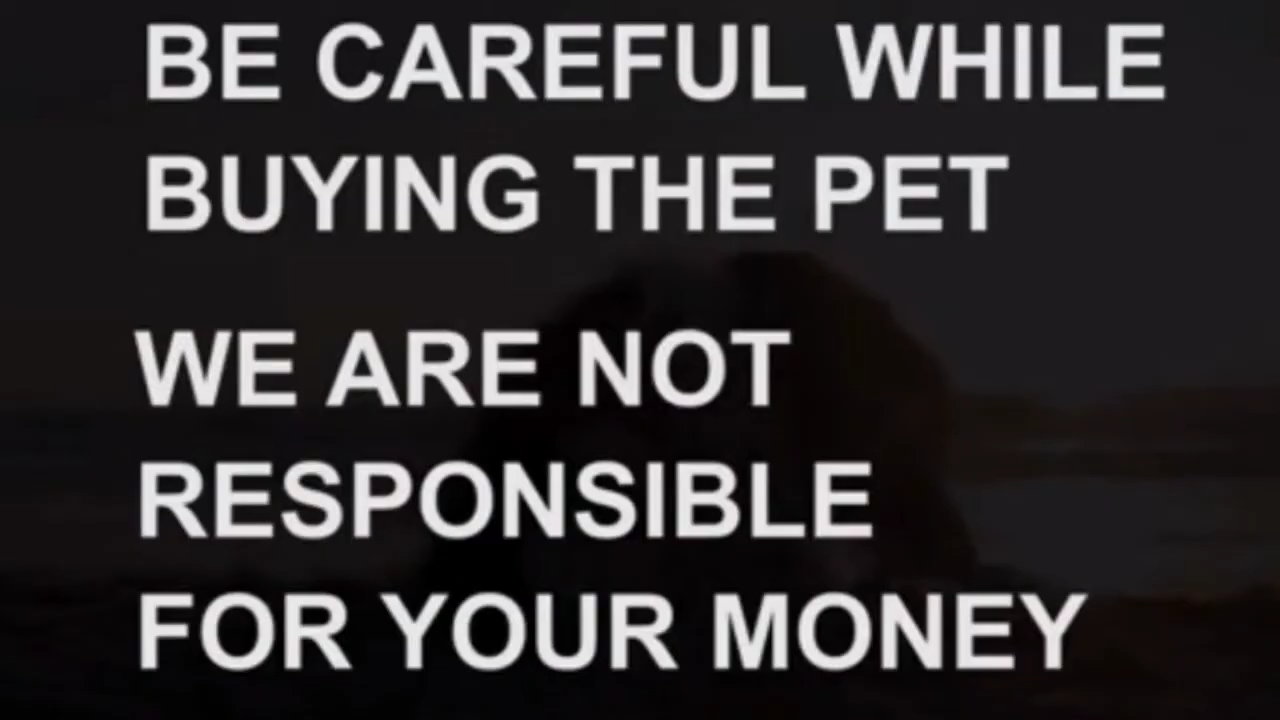 BE CAREFUL WHILE
BUYING THE PET
WE ARE NOT
RESPONSIBLE
FOR YOUR MONEY